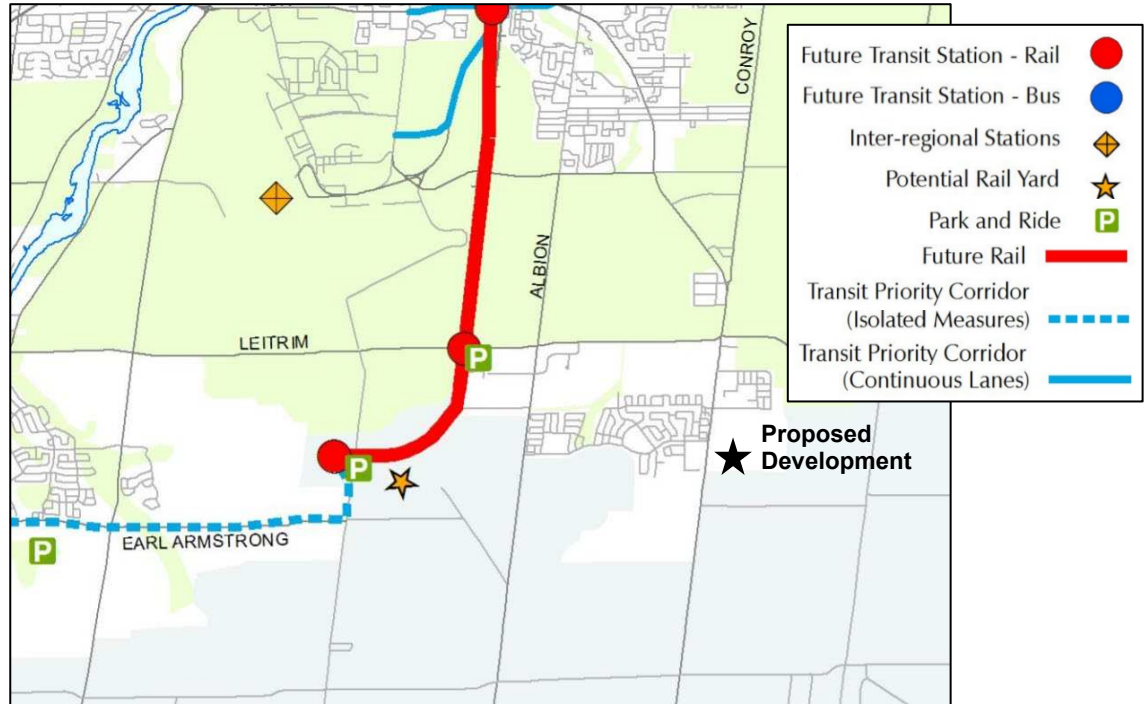 CONROY
ALBION
LEITRIM
P
P
P
EARL ARMSTRONG
Proposed
Development
Future Transit Station - Rail
Future Transit Station - Bus
Inter-regional Stations
Potential Rail Yard
Park and Ride
P
Future Rail
Transit Priority Corridor
(Isolated Measures)
Transit Priority Corridor
(Continuous Lanes)